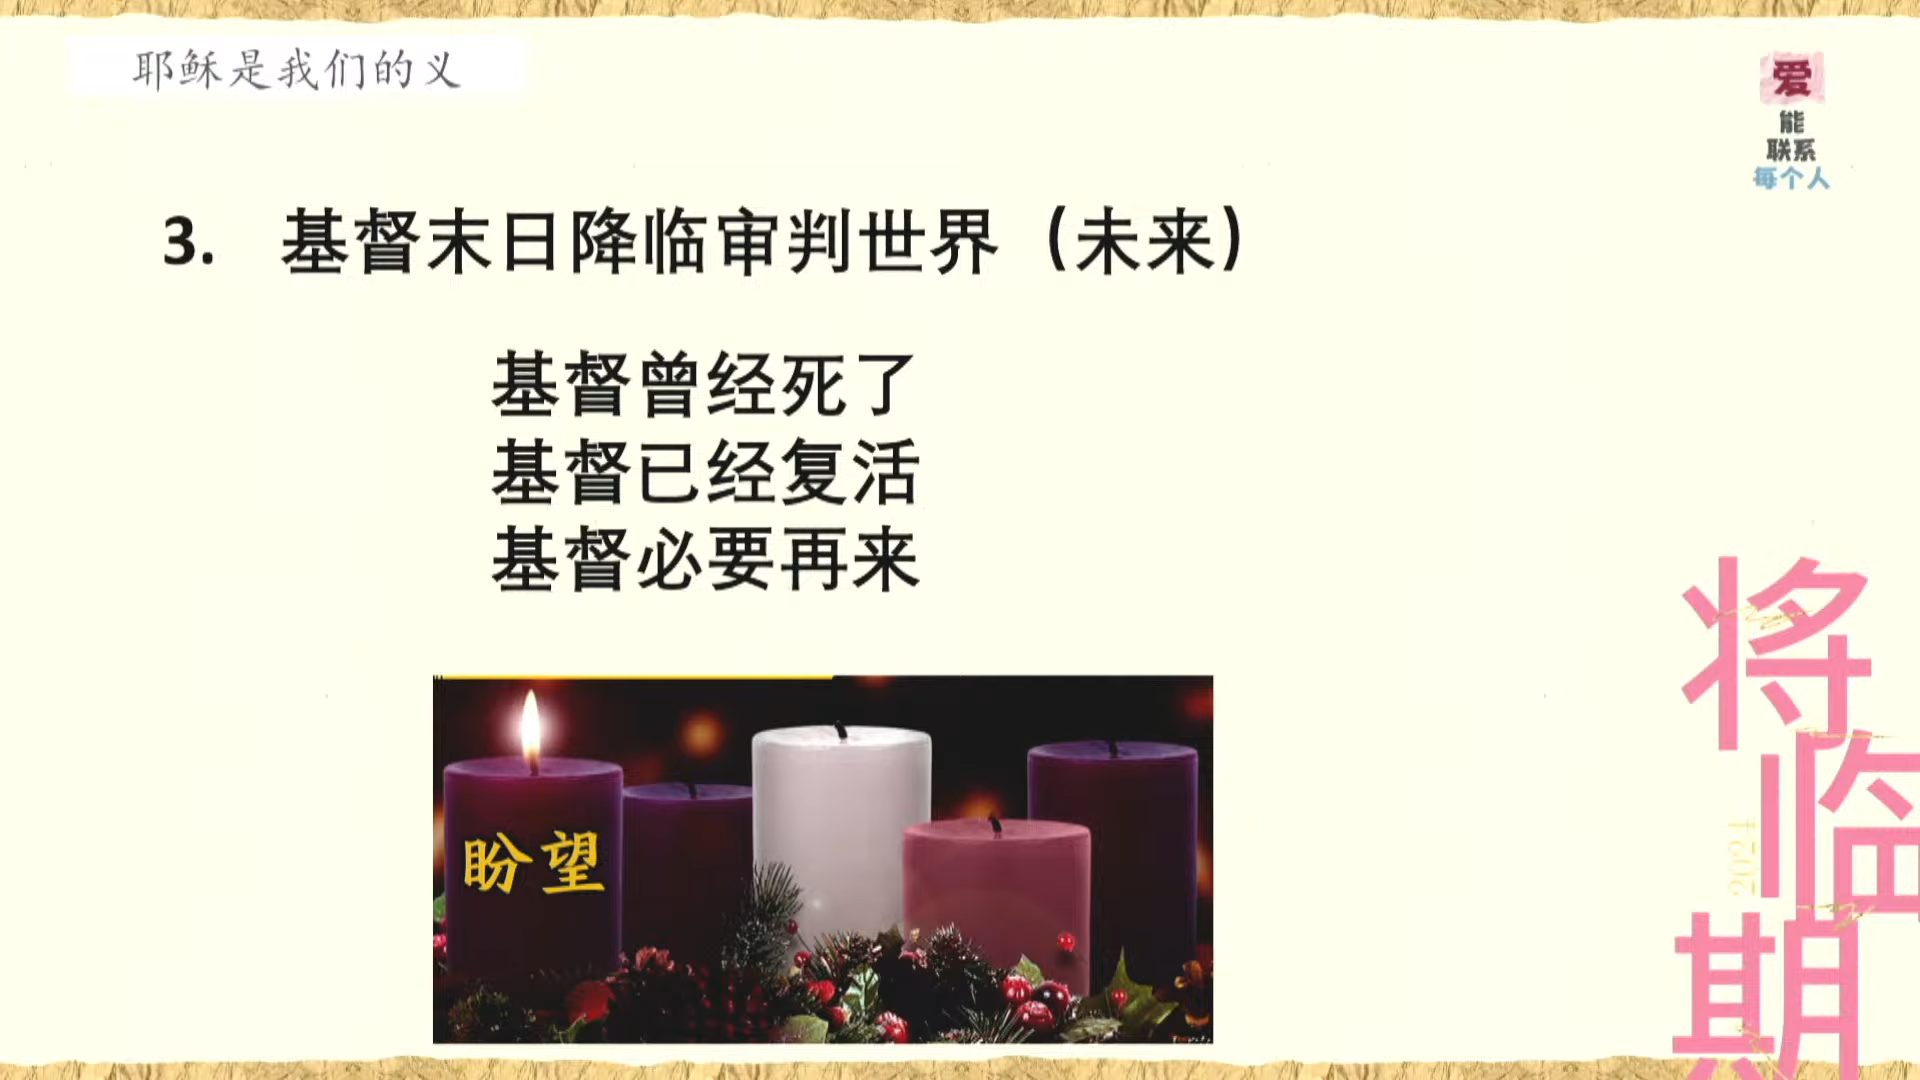 耶稣是我们的义
爱
能
联系
每个人
3. 基督末日降临审判世界（未来）
基督曾经死了
基督已经复活
基督必要再来
盼望
将
临
期
2021